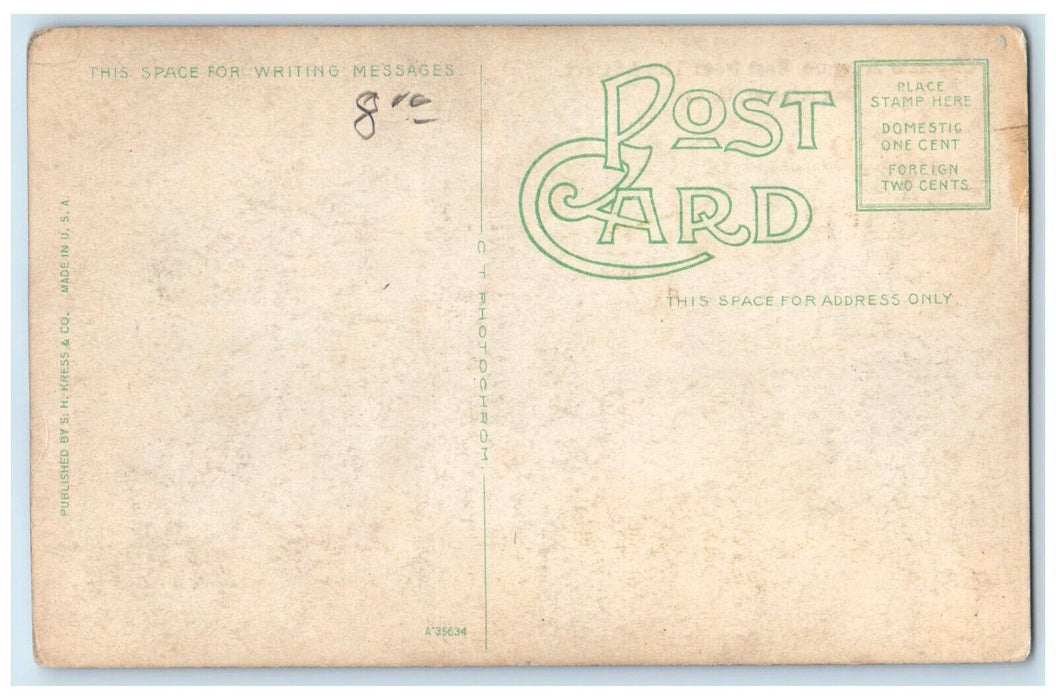 THIS SPACE FOR WRITING MESSAGES
8⁰⁰
POST
CARD
PLACE
STAMP HERE
DOMESTIC
ONE CENT
FOREIGN
TWO CENTS
THIS SPACE FOR ADDRESS ONLY.
C T PHOTOCHROM
PUBLISHED BY S. H. KRESS & CO. MADE IN U. S. A.
A-35634